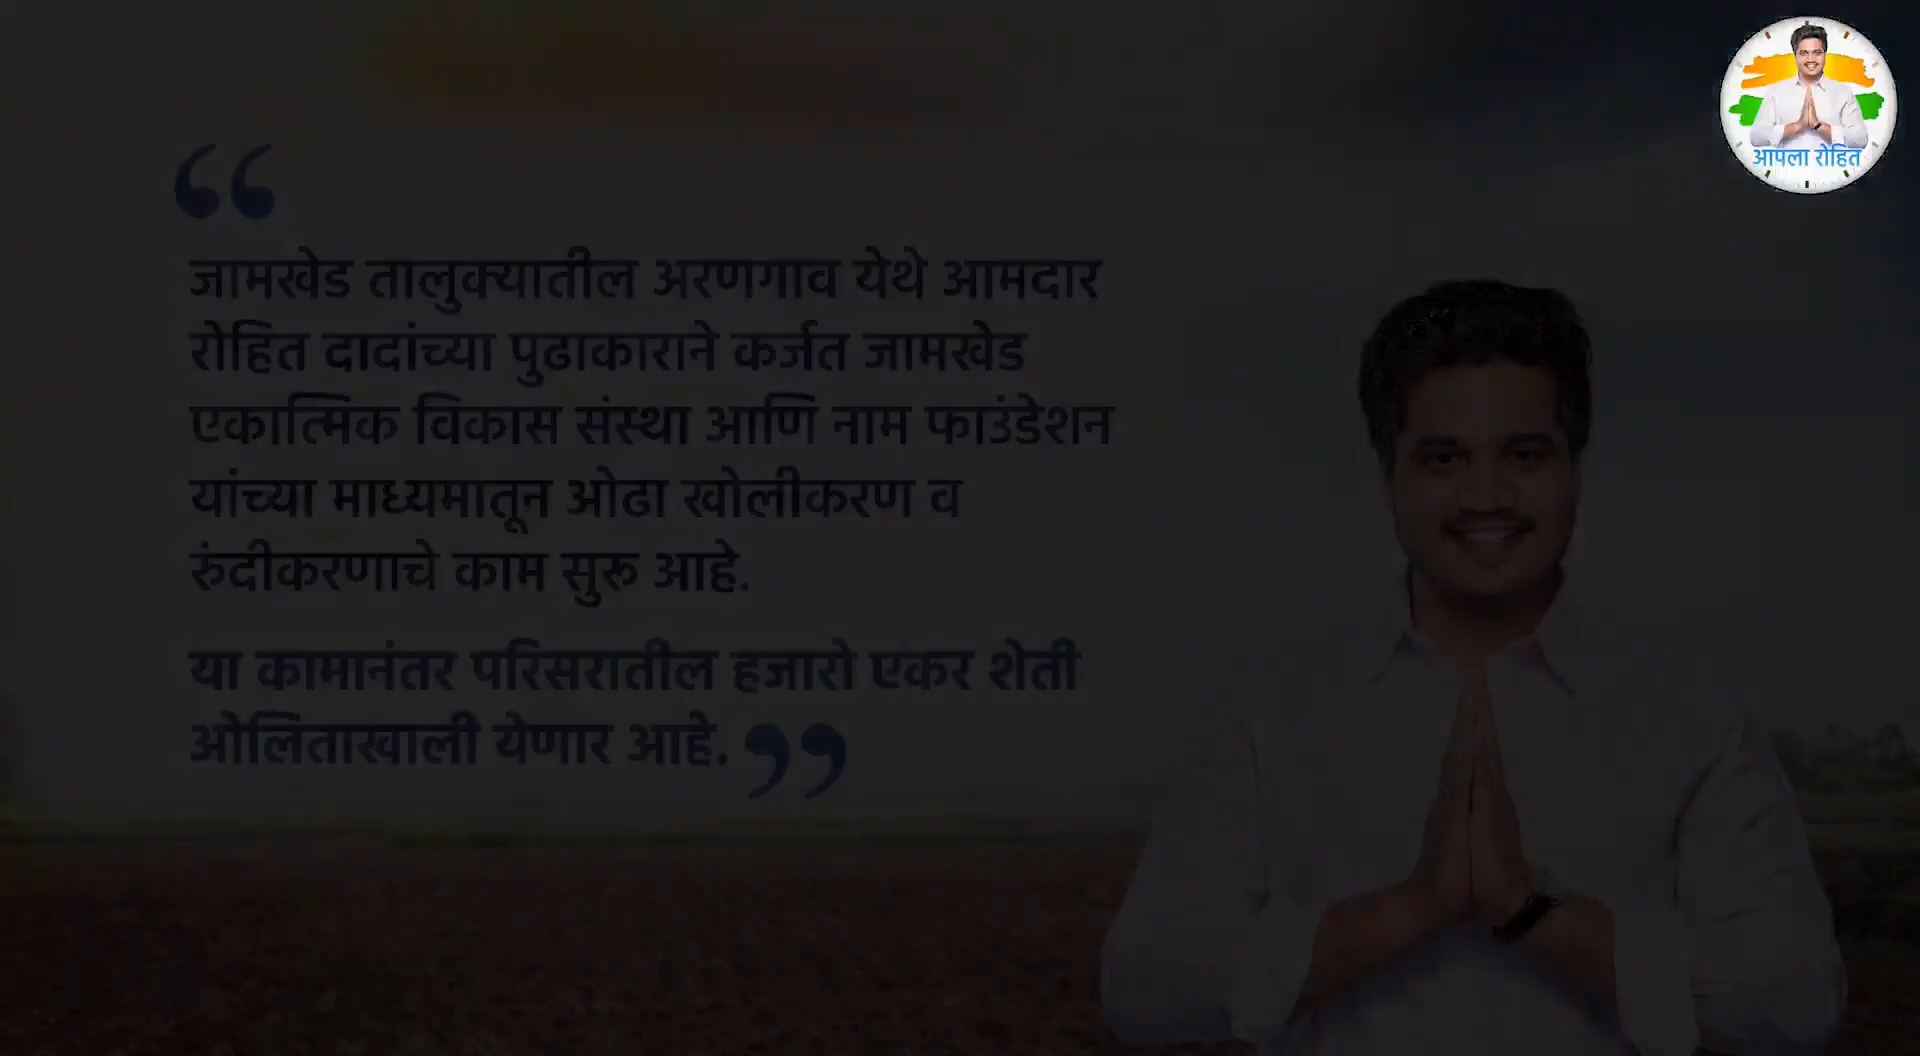 आपला रोहित
“
जामखेड तालुक्यातील अरणगाव येथे आमदार
रोहित दादांच्या पुढाकाराने कर्जत जामखेड
एकात्मिक विकास संस्था आणि नाम फाउंडेशन
यांच्या माध्यमातून ओढा खोलीकरण व
रुंदीकरणाचे काम सुरू आहे.
या कामानंतर परिसरातील हजारो एकर शेती
ओलिताखाली येणार आहे. ”